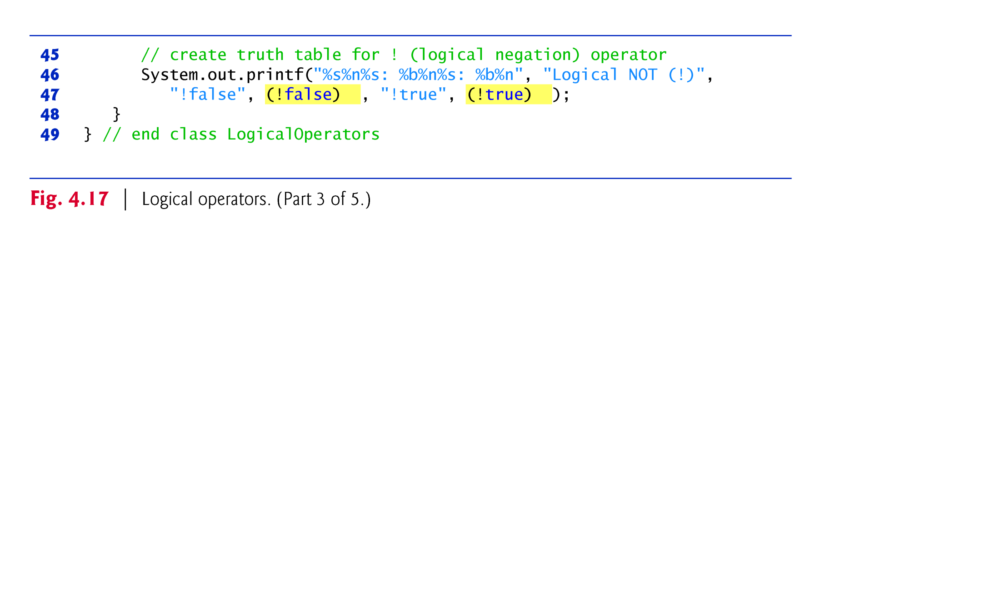 45 // create truth table for ! (logical negation) operator
46 System.out.printf("%s%n%s: %b%n%s: %b%n", "Logical NOT (!)",
47 "!false", (!false) , "!true", (!true) );
48 }
49 } // end class LogicalOperators
Fig. 4.17 | Logical operators. (Part 3 of 5.)